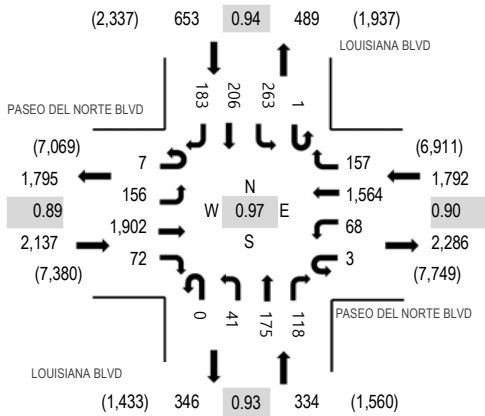 (2,337) 653 0.94 489 (1,937)
LOUISIANA BLVD
183 206 263 1
PASEO DEL NORTE BLVD
(7,069) (6,911)
7 157
1,795 1,792
156 N 1,564
0.89 W 0.97 E 0.90
1,902 S 68
2,137 2,286
72 3
(7,380) (7,749)
0 41 175 118
PASEO DEL NORTE BLVD
LOUISIANA BLVD
(1,433) 346 0.93 334 (1,560)